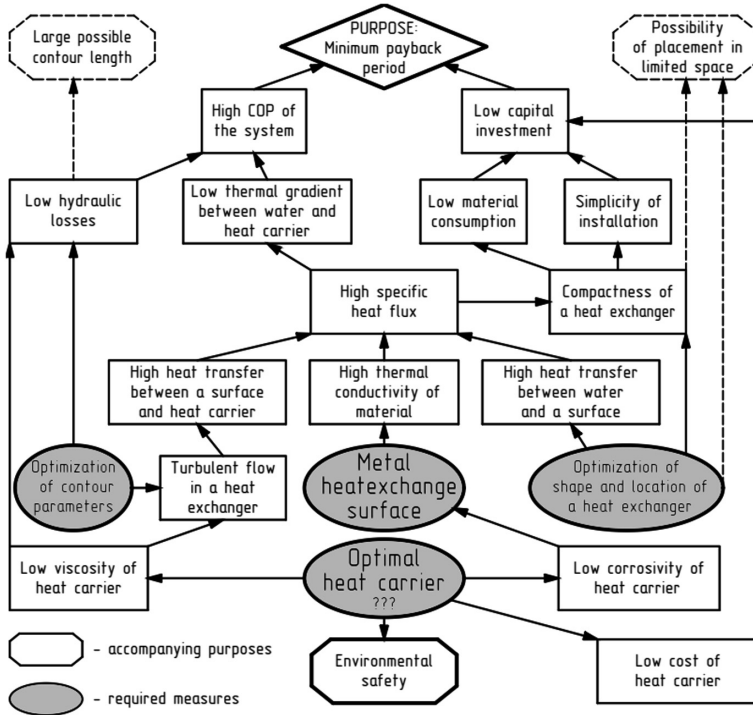 Large possible
contour length
PURPOSE:
Minimum payback
period
Possibility
of placement in
limited space
High COP of
the system
Low capital
investment
Low hydraulic
losses
Low thermal gradient
between water and
heat carrier
Low material
consumption
Simplicity of
installation
High specific
heat flux
Compactness of
a heat exchanger
High heat transfer
between a surface
and heat carrier
High thermal
conductivity of
material
High heat transfer
between water
and a surface
Optimization
of contour
parameters
Turbulent flow
in a heat
exchanger
Metal
heatexchange
surface
Optimization of
shape and location of
a heat exchanger
Low viscosity of
heat carrier
Optimal
heat carrier
???
Low corrosivity of
heat carrier
- accompanying purposes
Environmental
safety
Low cost of
heat carrier
- required measures